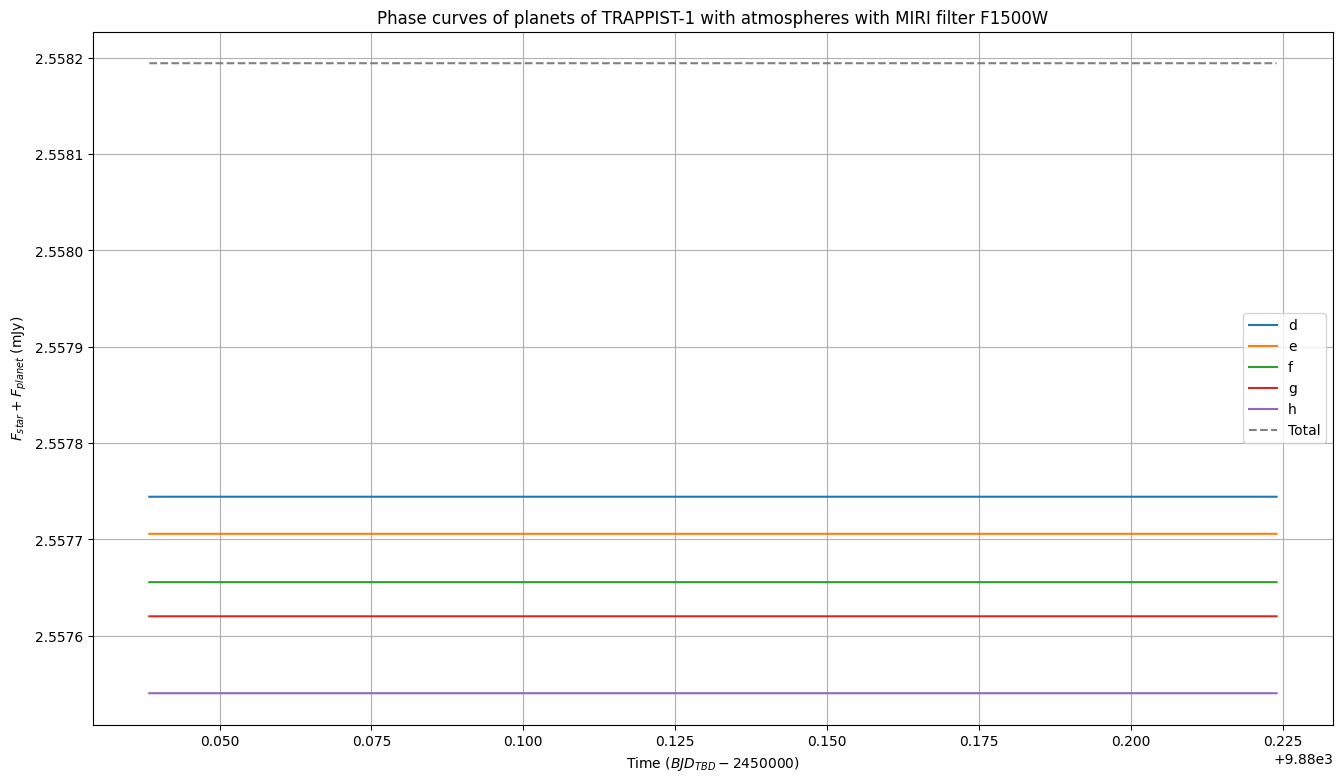 Phase curves of planets of TRAPPIST-1 with atmospheres with MIRI filter F1500W
2.5582
2.5581
2.5580
2.5579
2.5578
2.5577
2.5576
F_{star} + F_{planet} (mJy)
d
e
f
g
h
Total
0.050 0.075 0.100 0.125 0.150 0.175 0.200 0.225
+9.88e3
Time (BJD_{TBD} − 2450000)